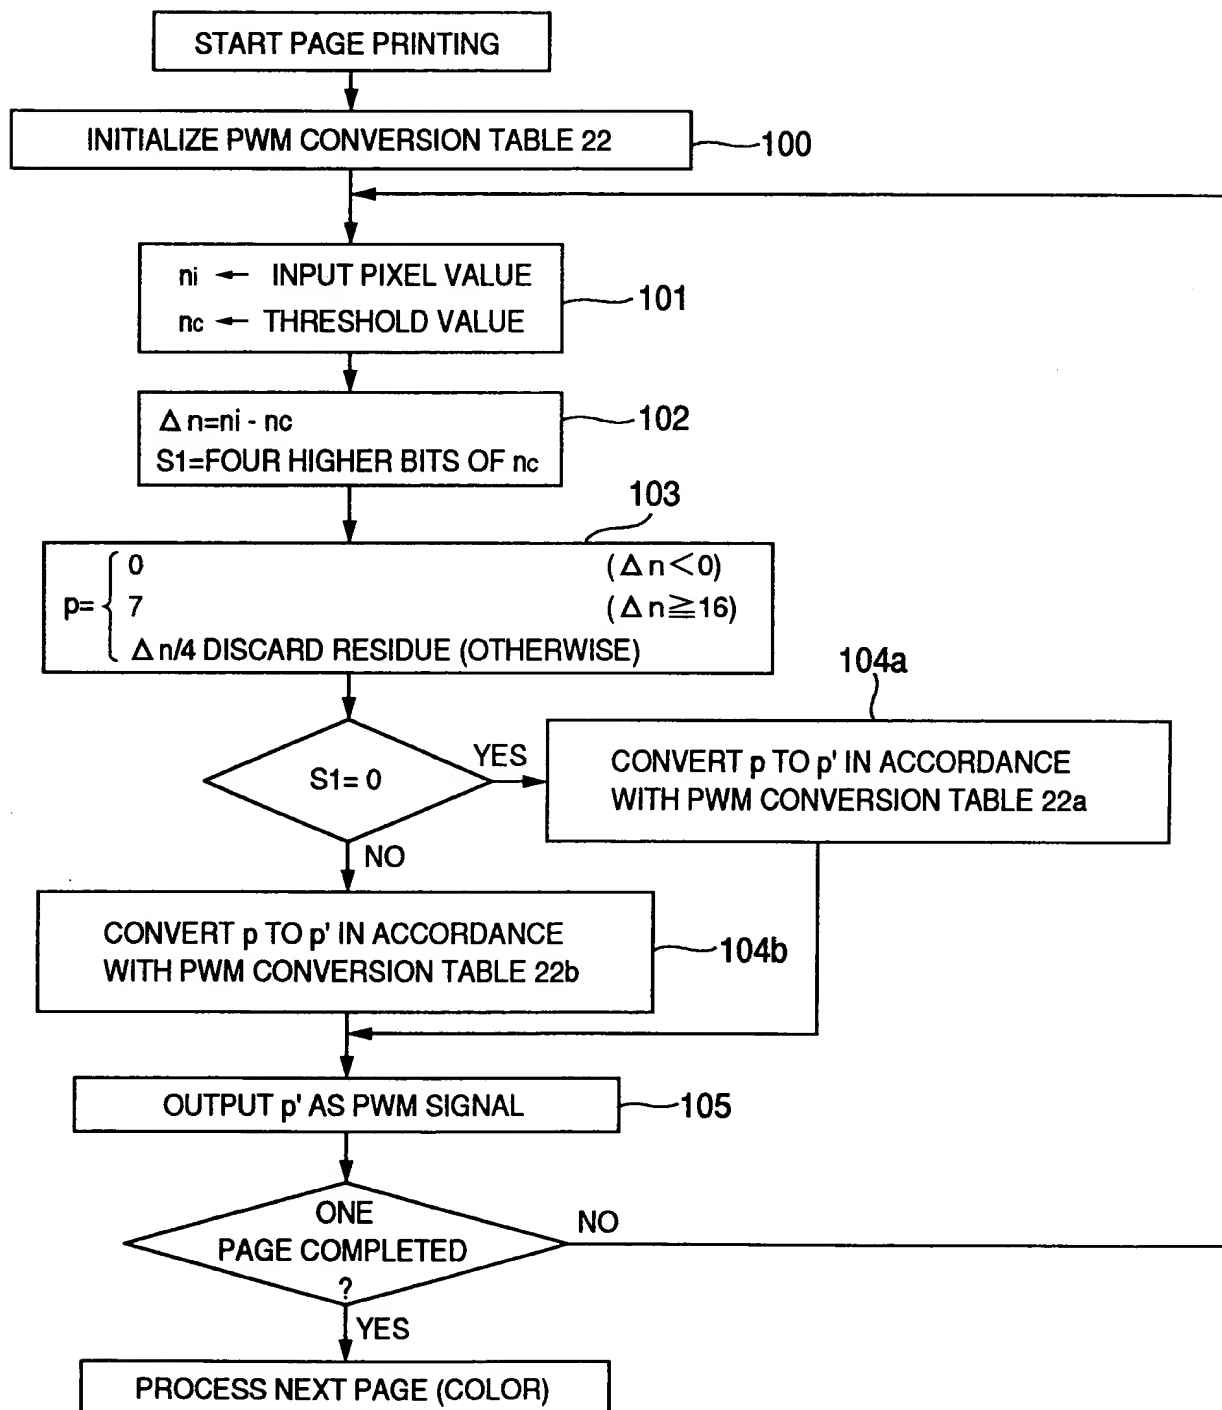 START PAGE PRINTING
INITIALIZE PWM CONVERSION TABLE 22
100
ni ← INPUT PIXEL VALUE
nc ← THRESHOLD VALUE
101
Δn=ni - nc
S1=FOUR HIGHER BITS OF nc
102
103
p=
0 (Δn<0)
7 (Δn≧16)
Δn/4 DISCARD RESIDUE (OTHERWISE)
104a
S1= 0
YES
CONVERT p TO p' IN ACCORDANCE
WITH PWM CONVERSION TABLE 22a
NO
CONVERT p TO p' IN ACCORDANCE
WITH PWM CONVERSION TABLE 22b
104b
OUTPUT p' AS PWM SIGNAL
105
ONE
PAGE COMPLETED
?
NO
YES
PROCESS NEXT PAGE (COLOR)